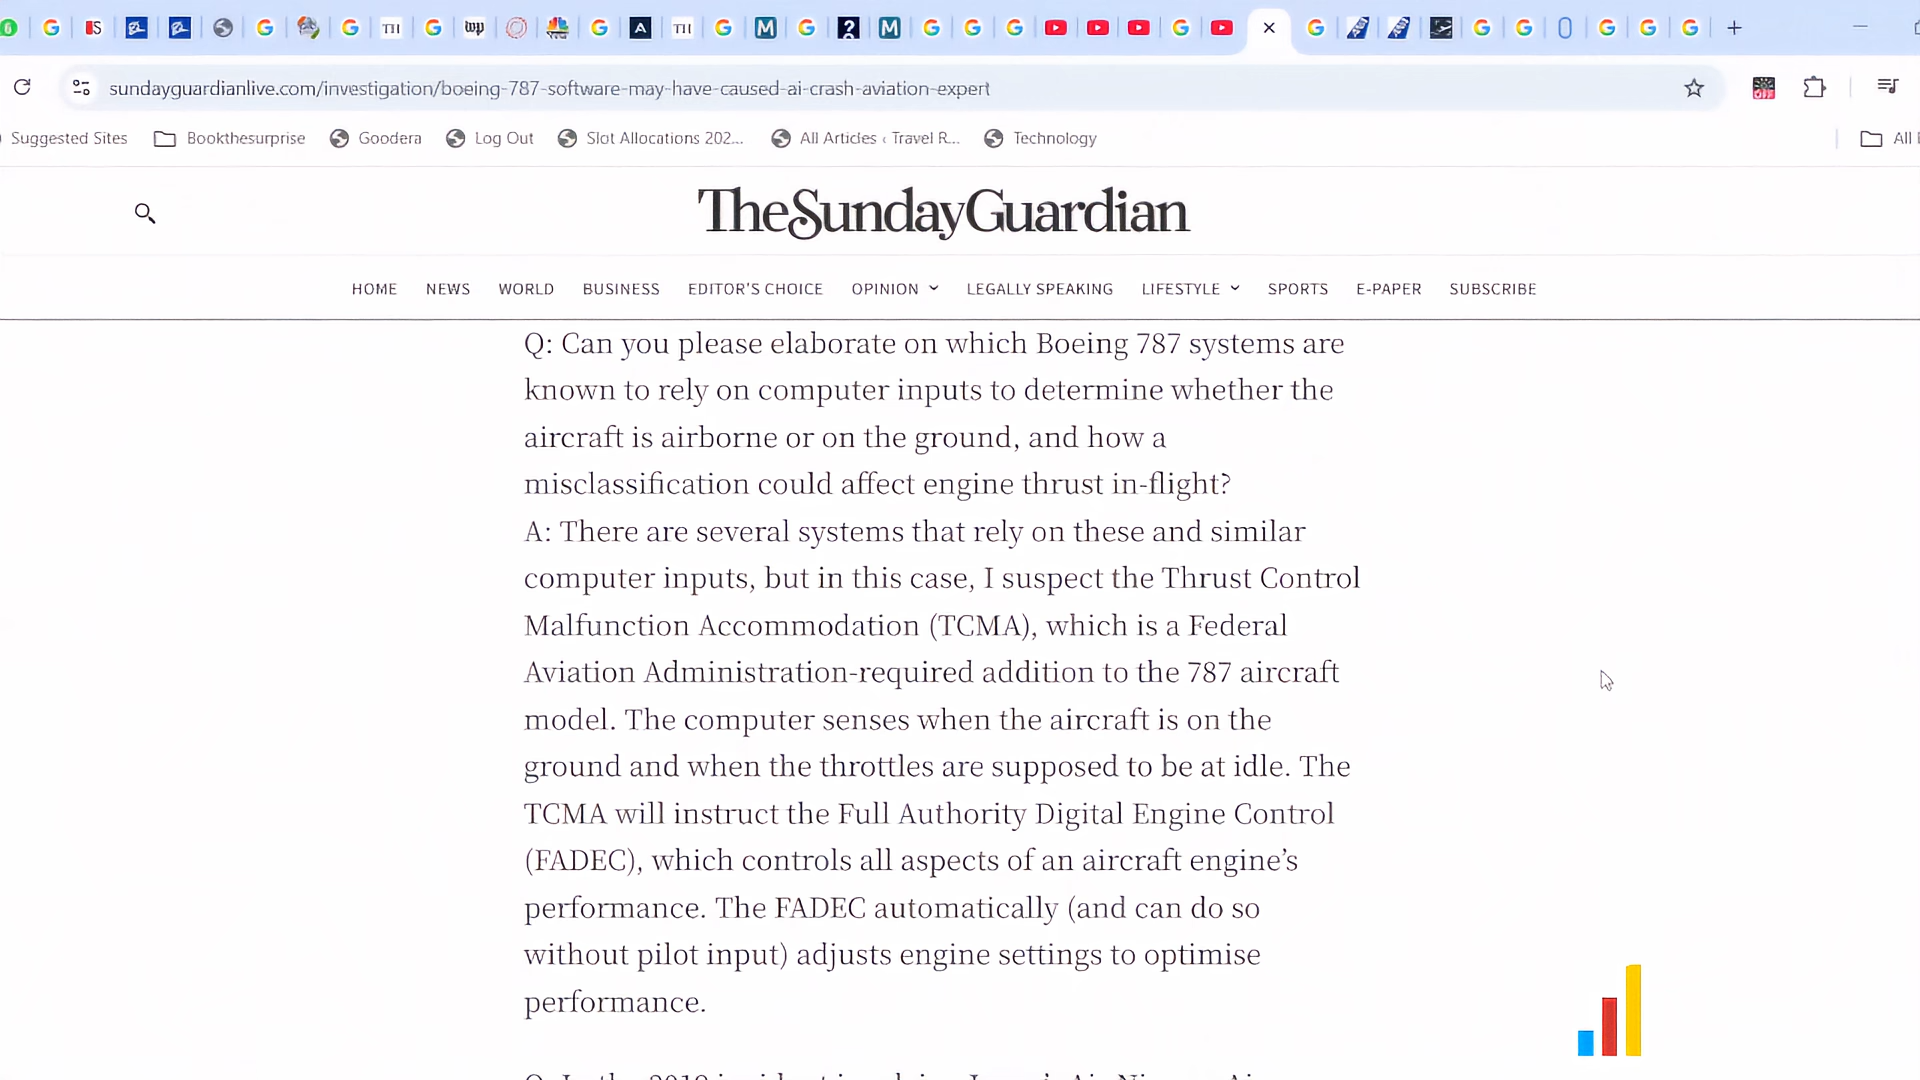 sundayguardianlive.com/investigation/boeing-787-software-may-have-caused-ai-crash-aviation-expert
Suggested Sites Bookthesurprise Goodera Log Out Slot Allocations 202... All Articles ‹ Travel R... Technology All
TheSundayGuardian
HOME NEWS WORLD BUSINESS EDITOR'S CHOICE OPINION LEGALLY SPEAKING LIFESTYLE SPORTS E-PAPER SUBSCRIBE
Q: Can you please elaborate on which Boeing 787 systems are
known to rely on computer inputs to determine whether the
aircraft is airborne or on the ground, and how a
misclassification could affect engine thrust in-flight?
A: There are several systems that rely on these and similar
computer inputs, but in this case, I suspect the Thrust Control
Malfunction Accommodation (TCMA), which is a Federal
Aviation Administration-required addition to the 787 aircraft
model. The computer senses when the aircraft is on the
ground and when the throttles are supposed to be at idle. The
TCMA will instruct the Full Authority Digital Engine Control
(FADEC), which controls all aspects of an aircraft engine’s
performance. The FADEC automatically (and can do so
without pilot input) adjusts engine settings to optimise
performance.